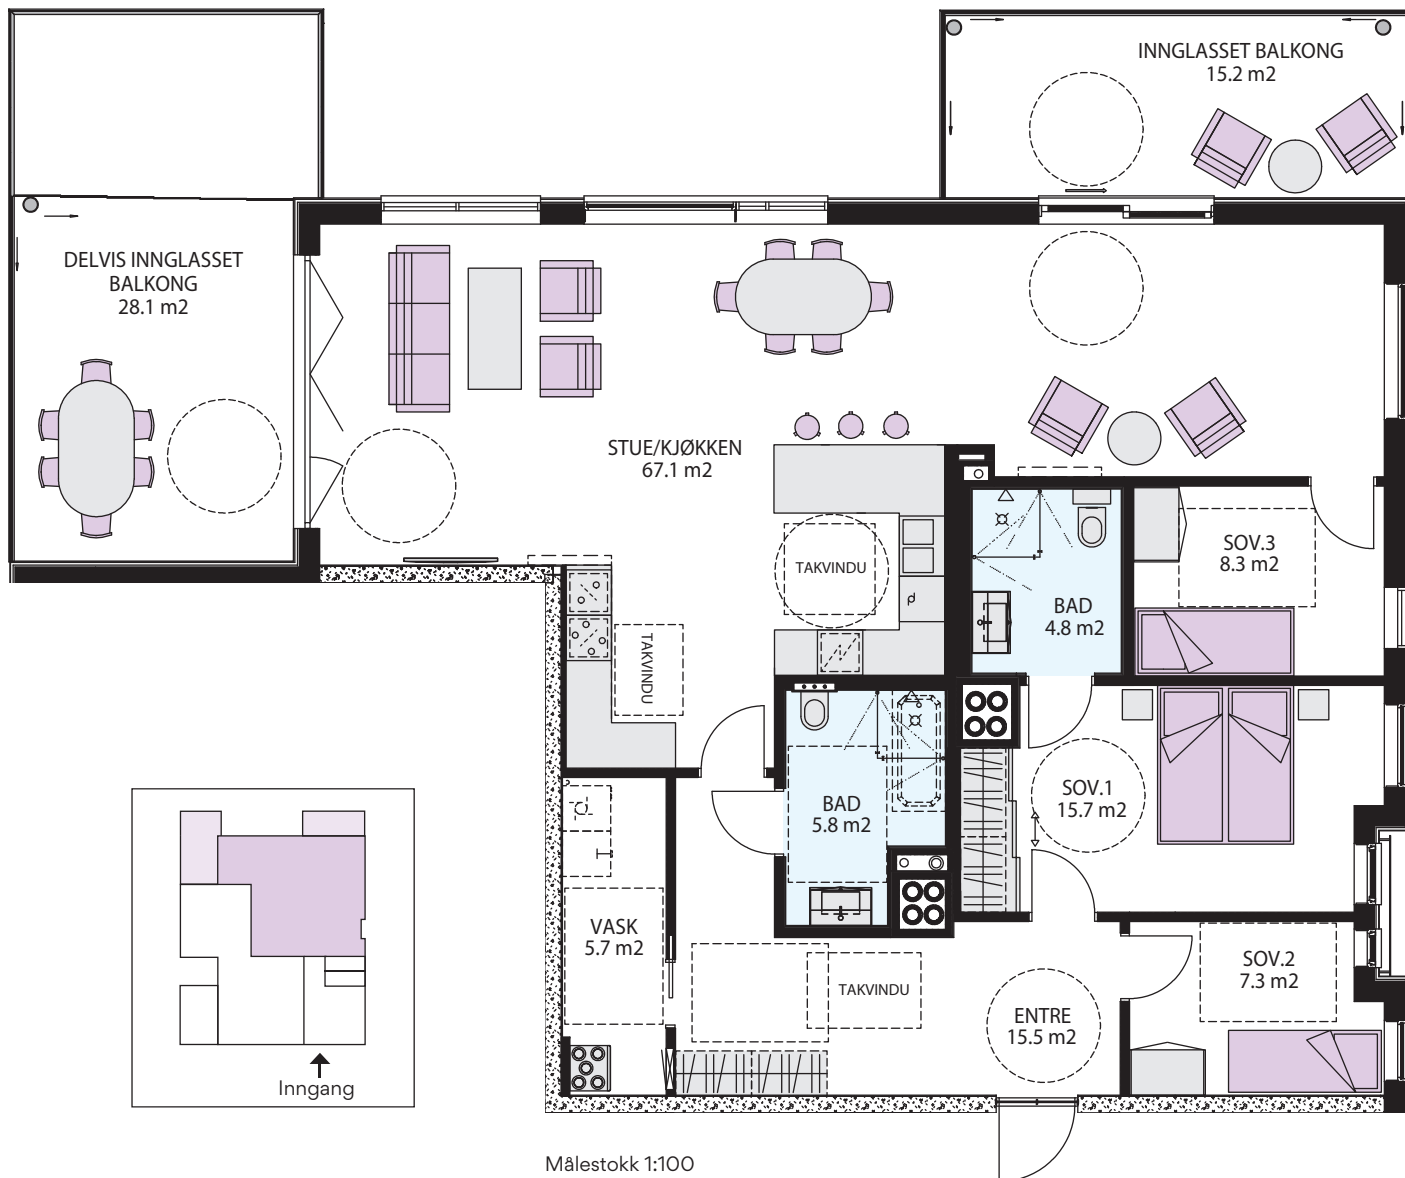 INNGLASSET BALKONG
15.2 m2
DELVIS INNGLASSET
BALKONG
28.1 m2
STUE/KJØKKEN
67.1 m2
TAKVINDU
TAKVINDU
BAD
4.8 m2
SOV.3
8.3 m2
BAD
5.8 m2
SOV.1
15.7 m2
VASK
5.7 m2
TAKVINDU
ENTRE
15.5 m2
SOV.2
7.3 m2
Inngang
Målestokk 1:100